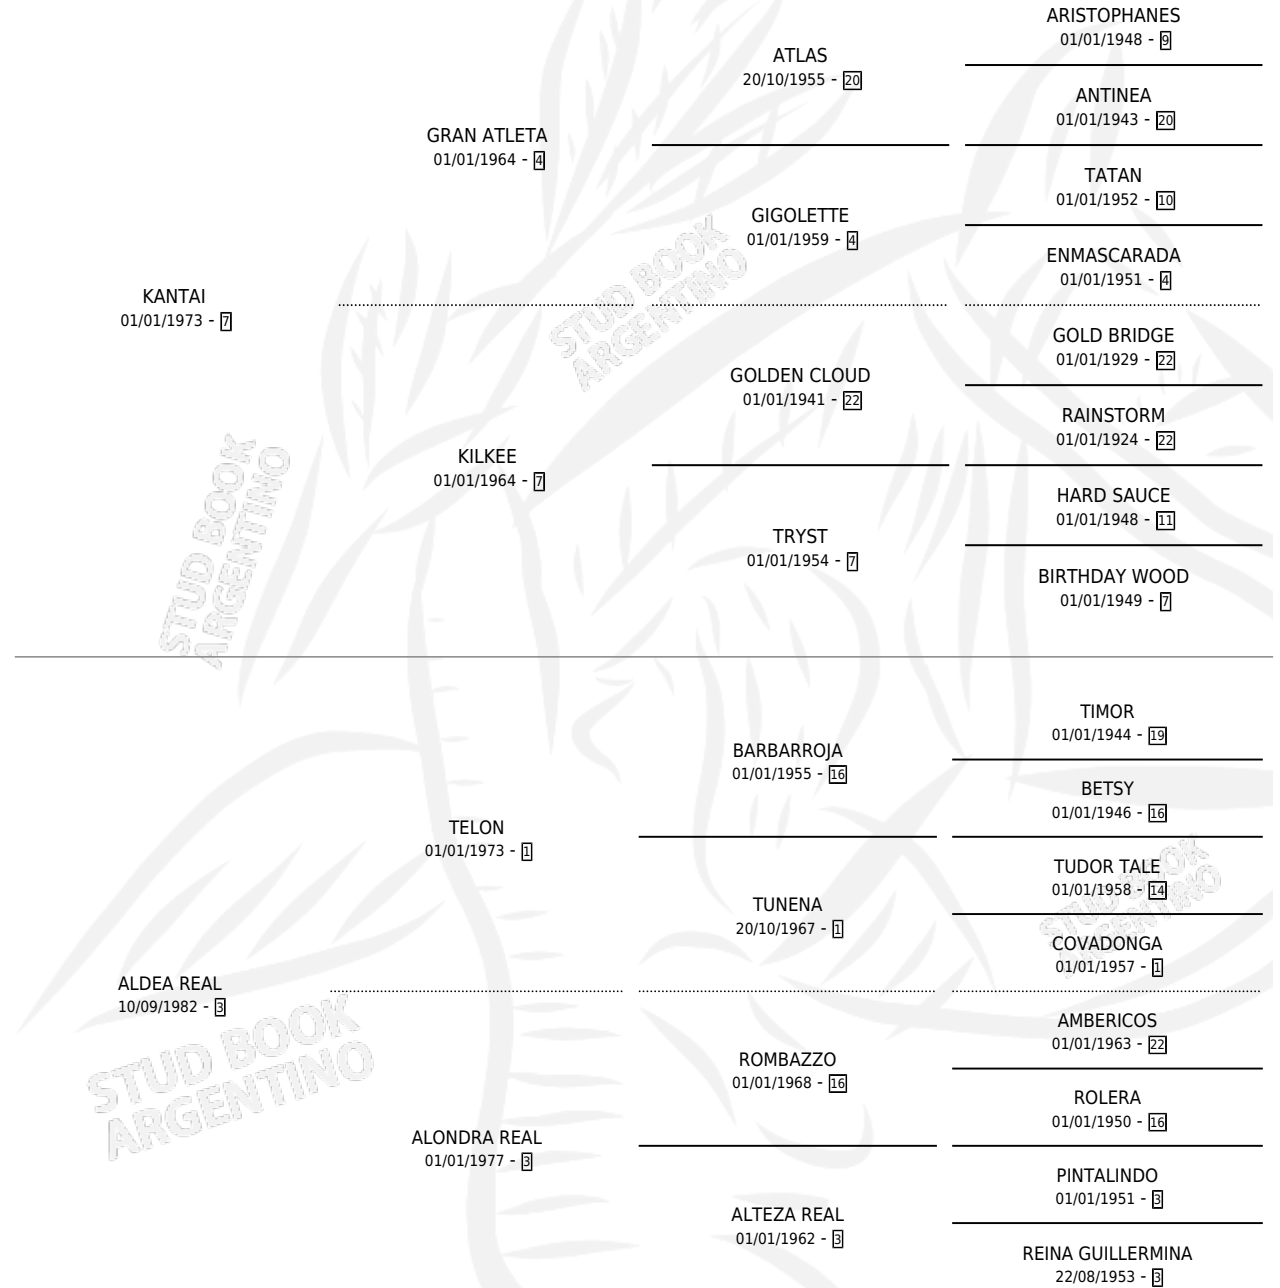 ARISTOPHANES
01/01/1948 - 9
ATLAS
20/10/1955 - 20
ANTINEA
01/01/1943 - 20
GRAN ATLETA
01/01/1964 - 4
TATAN
01/01/1952 - 10
GIGOLETTE
01/01/1959 - 4
ENMASCARADA
01/01/1951 - 4
KANTAI
01/01/1973 - 7
STUD BOOK
ARGENTINO
GOLD BRIDGE
01/01/1929 - 22
GOLDEN CLOUD
01/01/1941 - 22
RAINSTORM
01/01/1924 - 22
KILKEE
01/01/1964 - 7
HARD SAUCE
01/01/1948 - 11
TRYST
01/01/1954 - 7
BIRTHDAY WOOD
01/01/1949 - 7
STUD BOOK
ARGENTINO
TIMOR
01/01/1944 - 19
BARBARROJA
01/01/1955 - 16
BETSY
01/01/1946 - 16
TELON
01/01/1973 - 1
TUDOR TALE
01/01/1958 - 14
TUNENA
20/10/1967 - 1
STUD BOOK
ARGENTINO
COVADONGA
01/01/1957 - 1
ALDEA REAL
10/09/1982 - 3
AMBERICOS
01/01/1963 - 22
ROMBAZZO
01/01/1968 - 16
ROLERA
01/01/1950 - 16
STUD BOOK
ARGENTINO
ALONDRA REAL
01/01/1977 - 3
PINTALINDO
01/01/1951 - 3
ALTEZA REAL
01/01/1962 - 3
REINA GUILLERMINA
22/08/1953 - 3